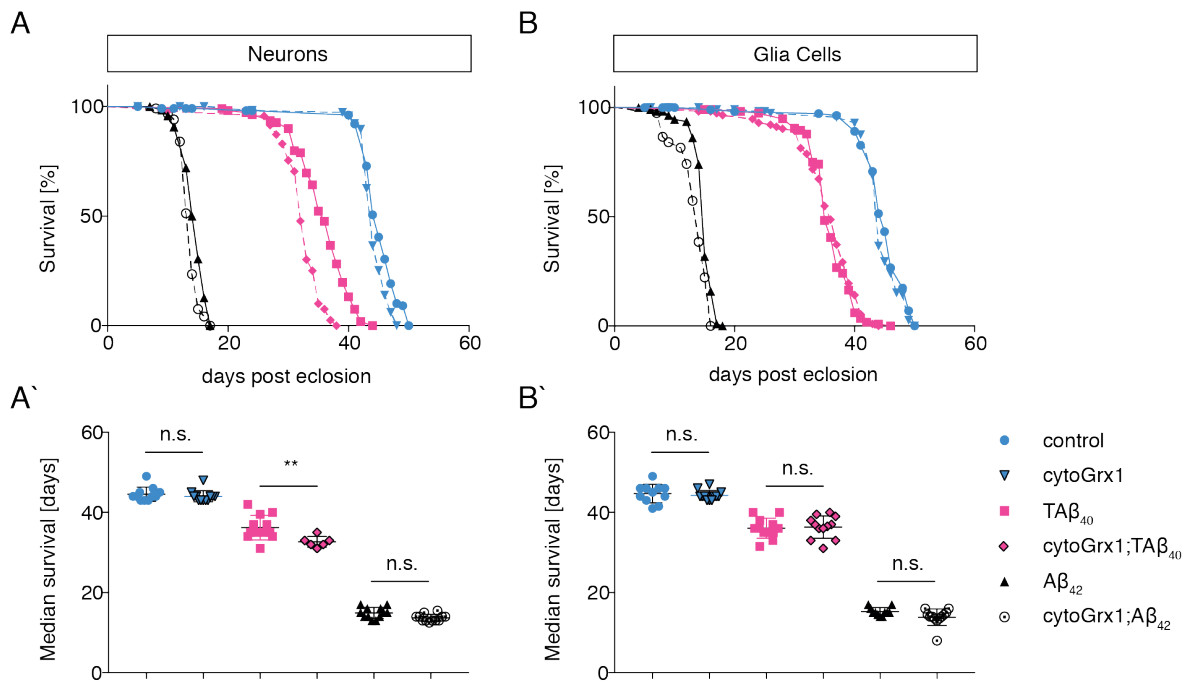 A
B
Neurons
Glia Cells
Survival [%]
100
50
0
0 20 40 60
days post eclosion
Survival [%]
100
50
0
0 20 40 60
days post eclosion
A`
B`
Median survival [days]
60
40
20
0
n.s.
**
n.s.
Median survival [days]
60
40
20
0
n.s.
n.s.
n.s.
control
cytoGrx1
TAβ₄₀
cytoGrx1;TAβ₄₀
Aβ₄₂
cytoGrx1;Aβ₄₂